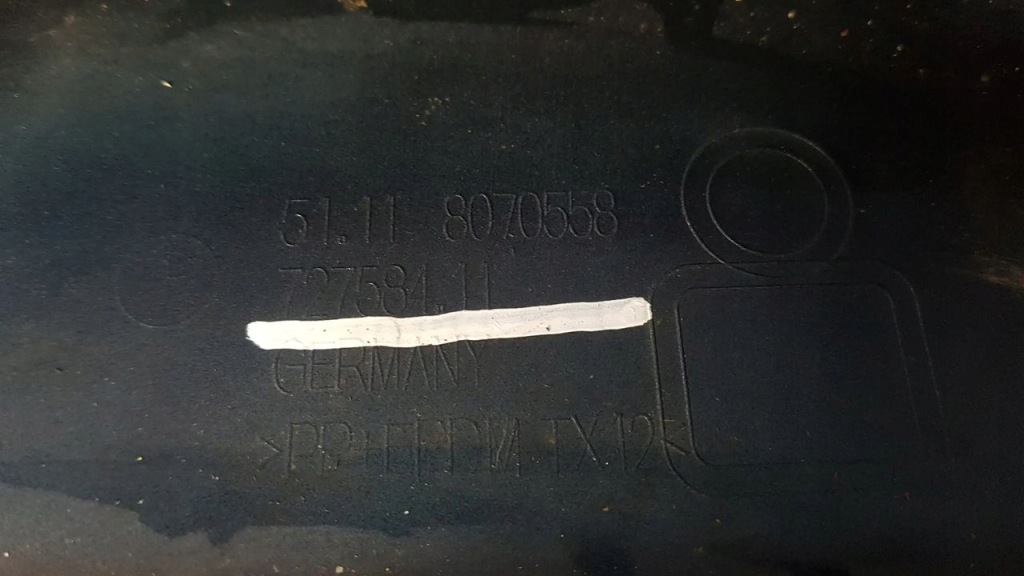 51.11 8070558
727584.11
GERMANY
>PP+EPDM-TX12<